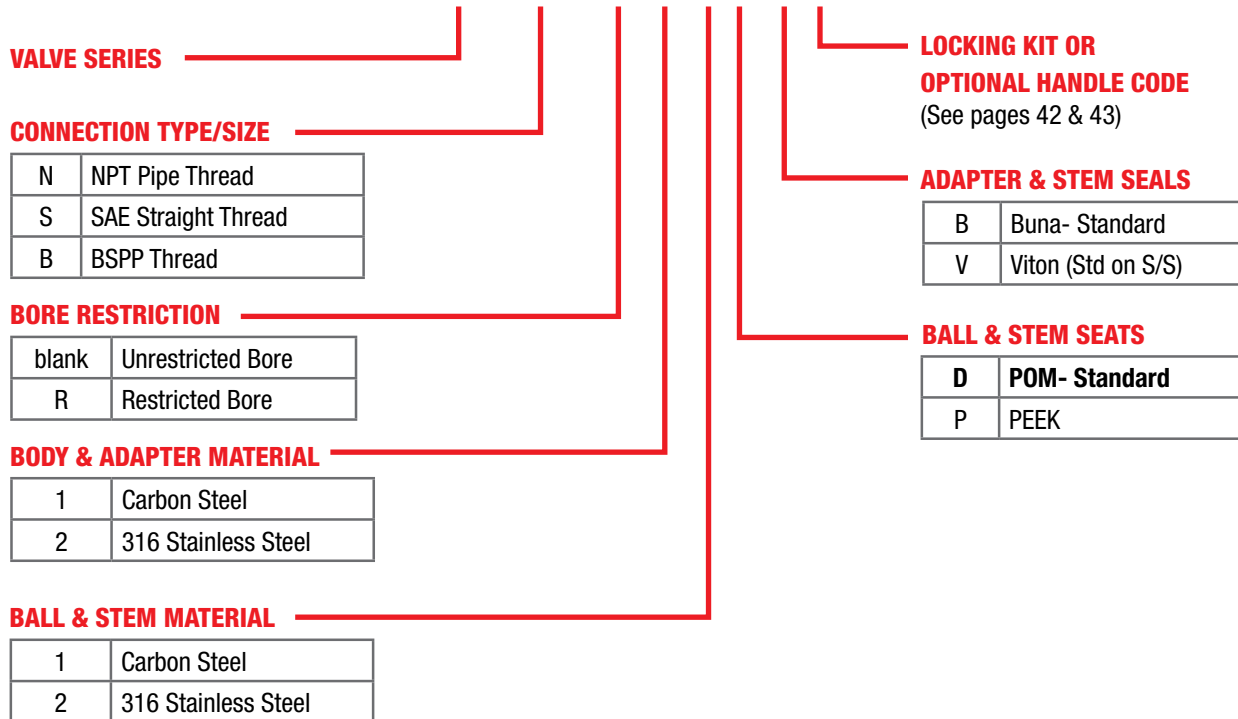 VALVE SERIES
CONNECTION TYPE/SIZE
N NPT Pipe Thread
S SAE Straight Thread
B BSPP Thread
BORE RESTRICTION
blank Unrestricted Bore
R Restricted Bore
BODY & ADAPTER MATERIAL
1 Carbon Steel
2 316 Stainless Steel
BALL & STEM MATERIAL
1 Carbon Steel
2 316 Stainless Steel
LOCKING KIT OR
OPTIONAL HANDLE CODE
(See pages 42 & 43)
ADAPTER & STEM SEALS
B Buna- Standard
V Viton (Std on S/S)
BALL & STEM SEATS
D POM- Standard
P PEEK